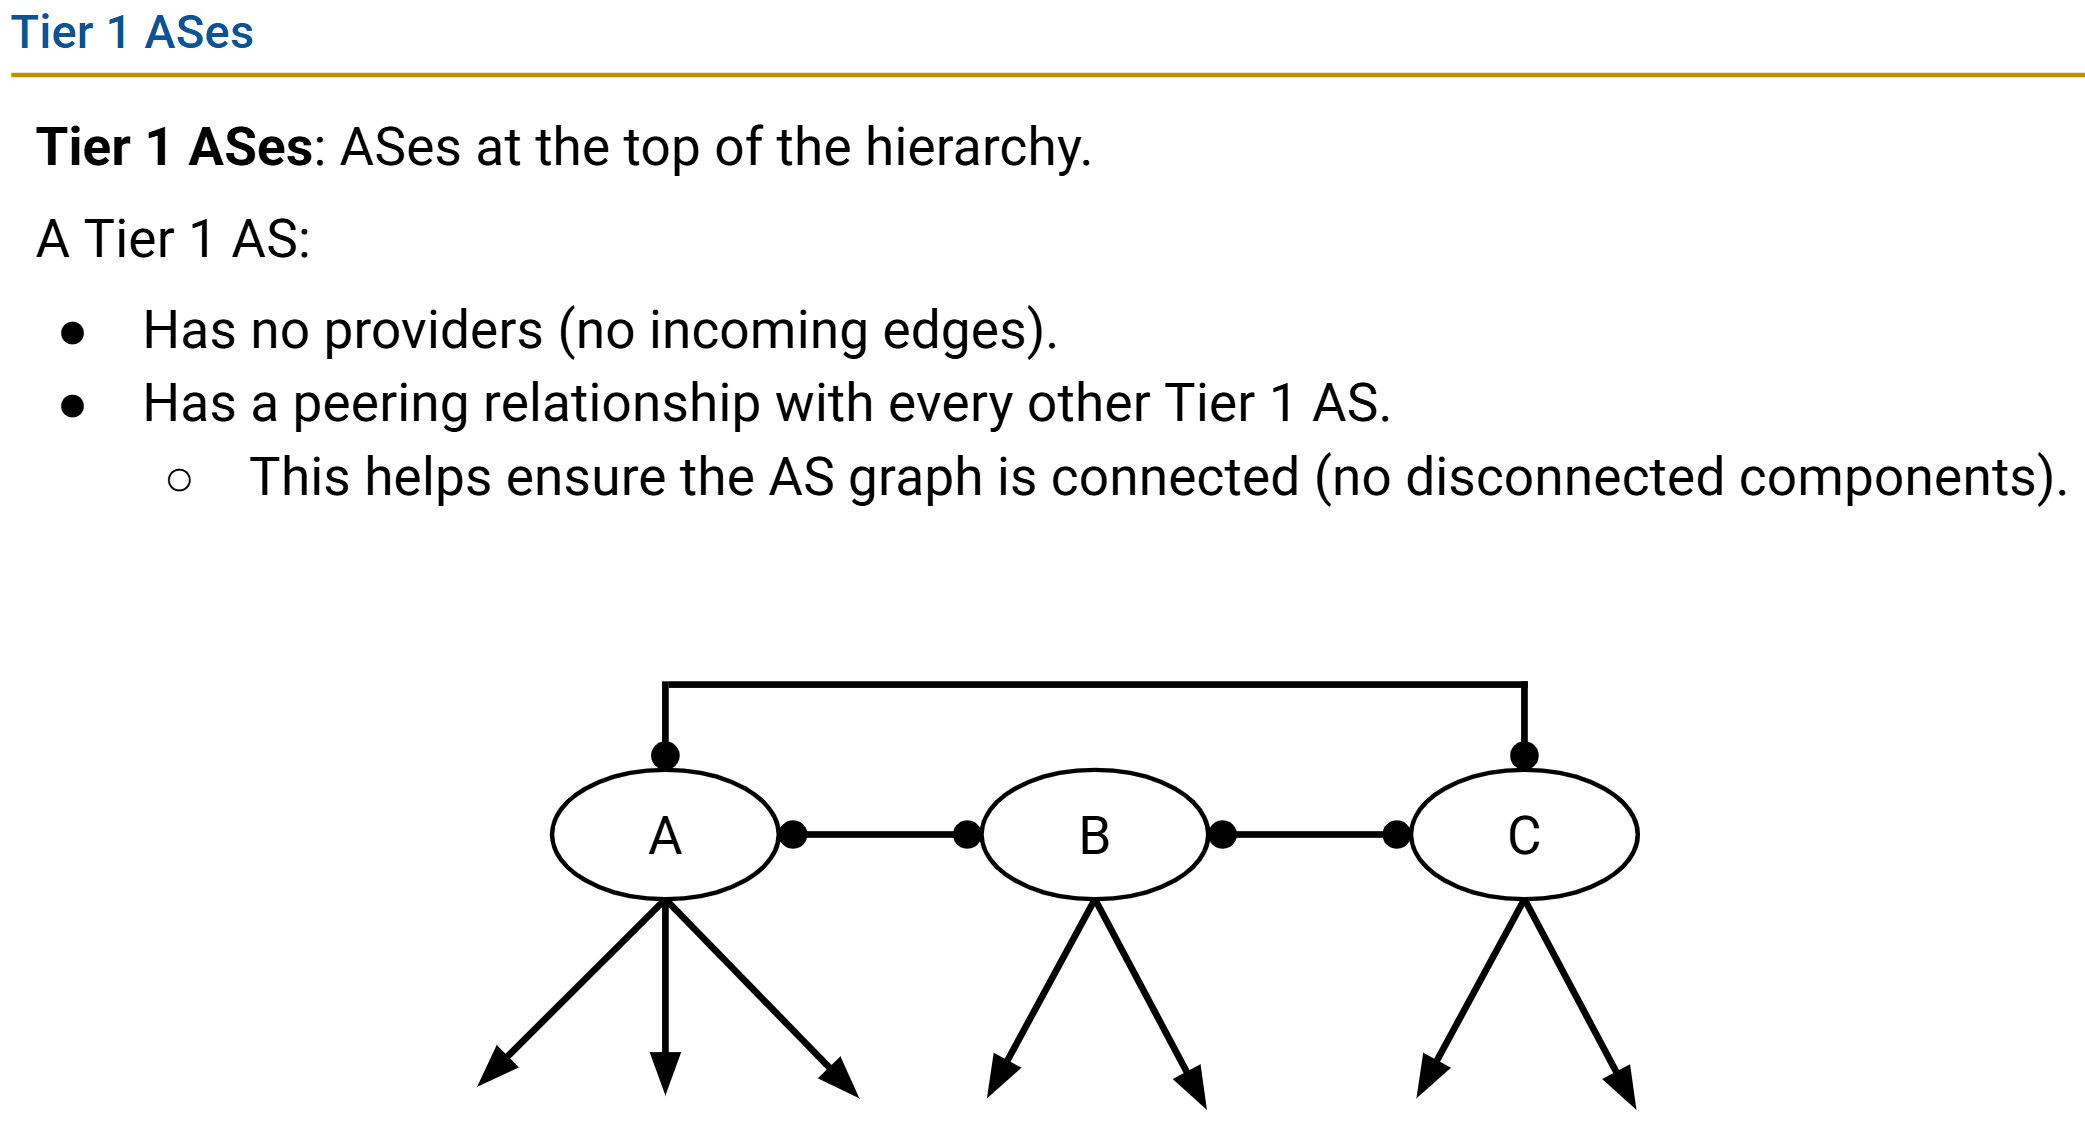 Tier 1 ASes
Tier 1 ASes: ASes at the top of the hierarchy.
A Tier 1 AS:
● Has no providers (no incoming edges).
● Has a peering relationship with every other Tier 1 AS.
○ This helps ensure the AS graph is connected (no disconnected components).
A B C